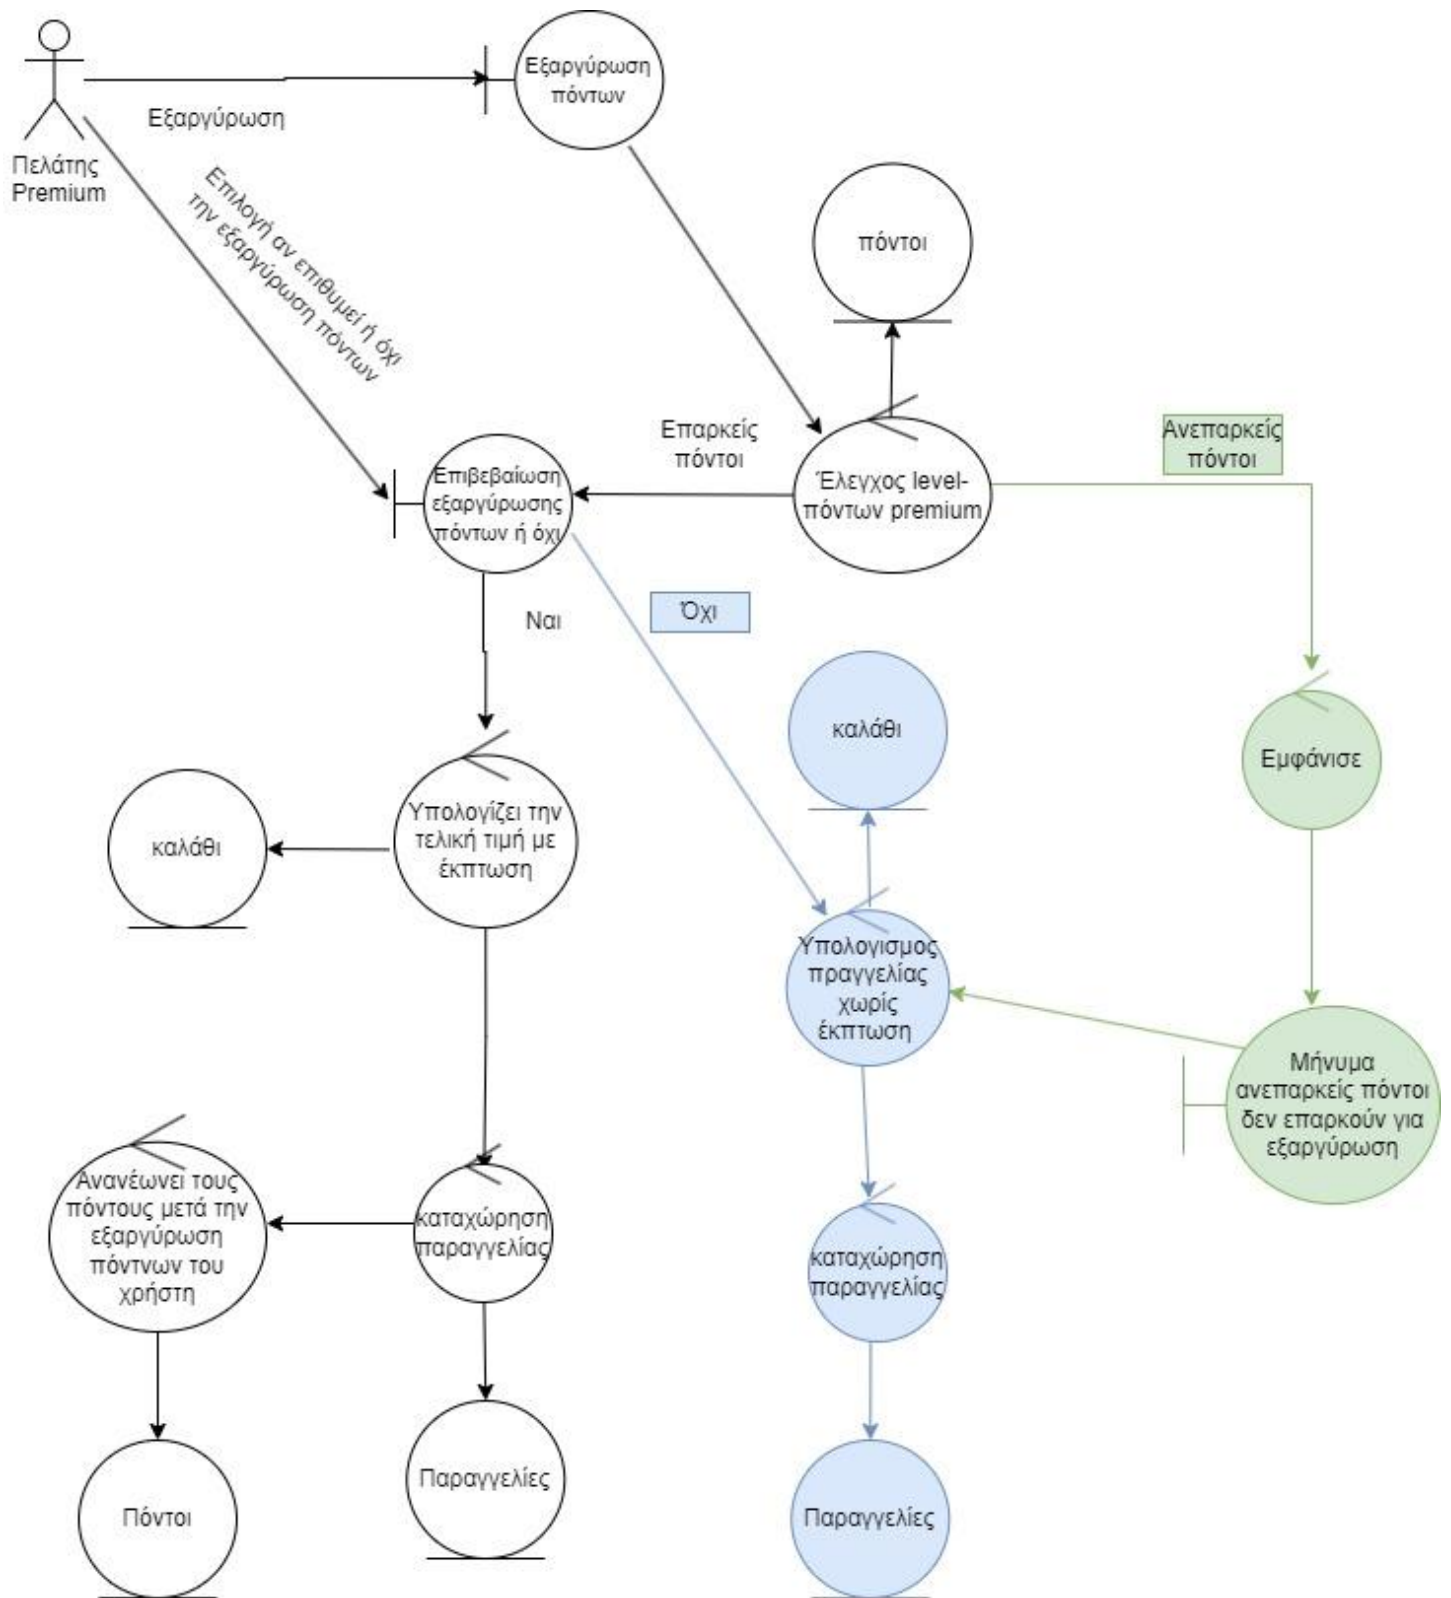 Εξαργύρωση
πόντων
Εξαργύρωση
Πελάτης
Premium
Επιλογή αν επιθυμεί ή όχι
την εξαργύρωση πόντων
πόντοι
Επαρκείς
πόντοι
Ανεπαρκείς
πόντοι
Επιβεβαίωση
εξαργύρωσης
πόντων ή όχι
Έλεγχος level-
πόντων premium
Ναι
Όχι
καλάθι
Εμφάνισε
καλάθι
Υπολογίζει την
τελική τιμή με
έκπτωση
Υπολογισμος
πραγγελίας
χωρίς
έκπτωση
Μήνυμα
ανεπαρκείς πόντοι
δεν επαρκούν για
εξαργύρωση
Ανανέωνει τους
πόντους μετά την
εξαργύρωση
πόντνων του
χρήστη
καταχώρηση
παραγγελίας
καταχώρηση
παραγγελίας
Πόντοι
Παραγγελίες
Παραγγελίες